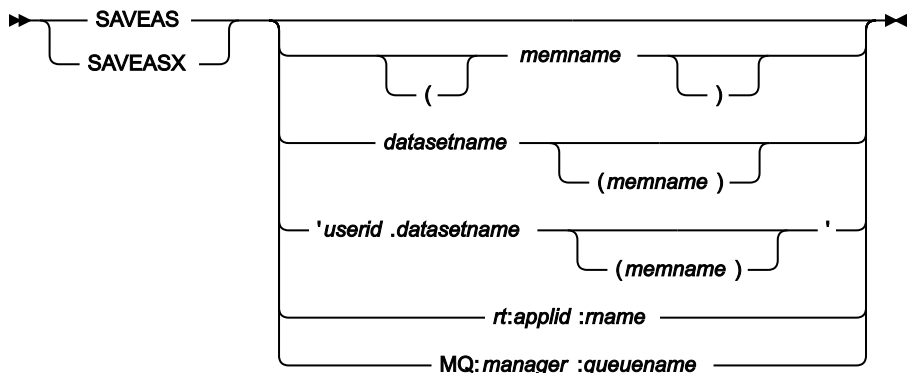 SAVEAS
SAVEASX
memname
( )
datasetname
(memname )
'userid .datasetname '
(memname )
rt:applid :rname
MQ:manager :queuename